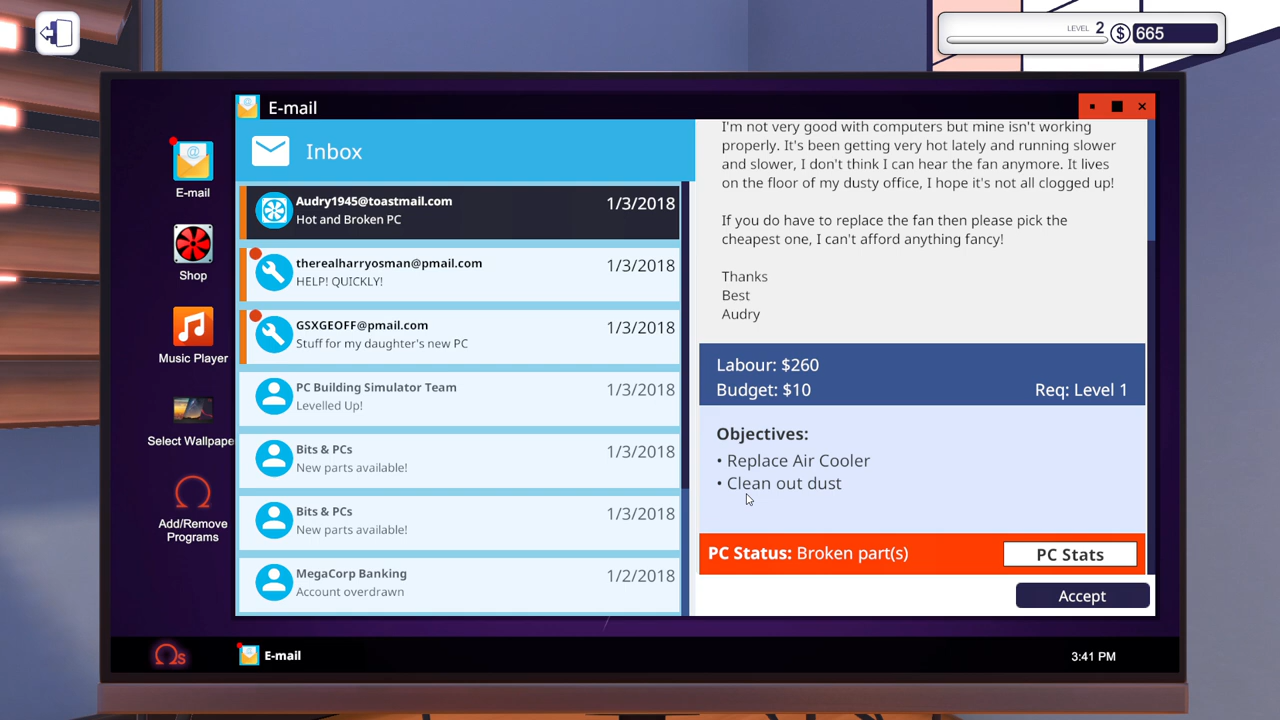 LEVEL 2
$ 665
E-mail
E-mail
Shop
Music Player
Select Wallpape
Add/Remove
Programs
Inbox
Audry1945@toastmail.com 1/3/2018
Hot and Broken PC
therealharryosman@pmail.com 1/3/2018
HELP! QUICKLY!
GSXGEOFF@pmail.com 1/3/2018
Stuff for my daughter's new PC
PC Building Simulator Team 1/3/2018
Levelled Up!
Bits & PCs 1/3/2018
New parts available!
Bits & PCs 1/3/2018
New parts available!
MegaCorp Banking 1/2/2018
Account overdrawn
I'm not very good with computers but mine isn't working
properly. It's been getting very hot lately and running slower
and slower, I don't think I can hear the fan anymore. It lives
on the floor of my dusty office, I hope it's not all clogged up!
If you do have to replace the fan then please pick the
cheapest one, I can't afford anything fancy!
Thanks
Best
Audry
Labour: $260
Budget: $10 Req: Level 1
Objectives:
• Replace Air Cooler
• Clean out dust
PC Status: Broken part(s) PC Stats
Accept
Ωs E-mail 3:41 PM